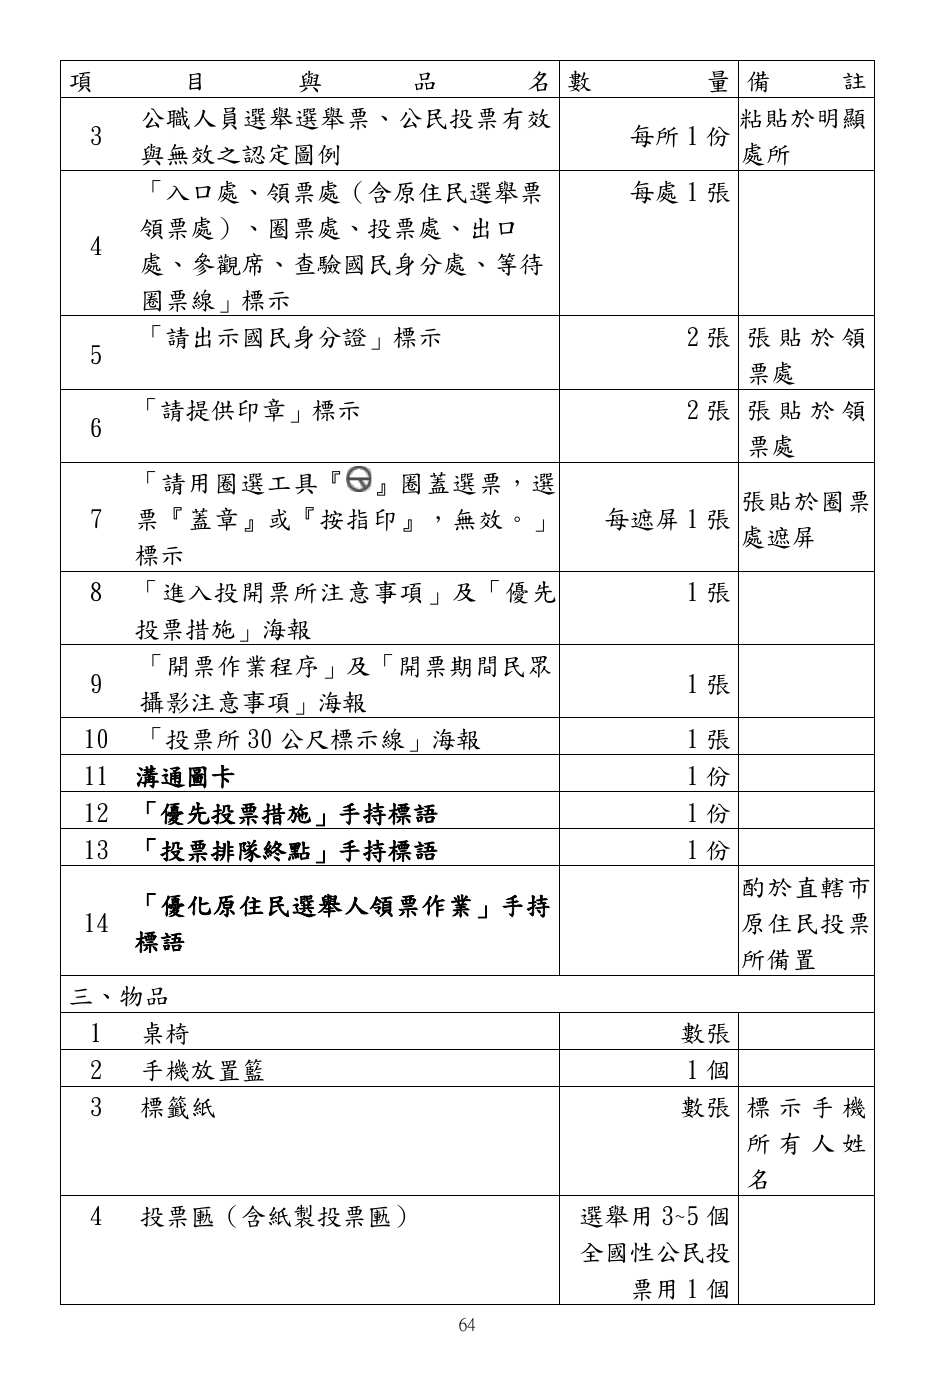 項目與品名 數量 備註
3 公職人員選舉選舉票、公民投票有效 每所 1 份 粘貼於明顯
與無效之認定圖例 處所
4 「入口處、領票處（含原住民選舉票 每處 1 張
領票處）、圈票處、投票處、出口
處、參觀席、查驗國民身分處、等待
圈票線」標示
5 「請出示國民身分證」標示 2 張 張貼於領
票處
6 「請提供印章」標示 2 張 張貼於領
票處
7 「請用圈選工具『』圈蓋選票，選 每遮屏 1 張 張貼於圈票
票『蓋章』或『按指印』，無效。」 處遮屏
標示
8 「進入投開票所注意事項」及「優先 1 張
投票措施」海報
9 「開票作業程序」及「開票期間民眾 1 張
攝影注意事項」海報
10 「投票所 30 公尺標示線」海報 1 張
11 溝通圖卡 1 份
12 「優先投票措施」手持標語 1 份
13 「投票排隊終點」手持標語 1 份
14 「優化原住民選舉人領票作業」手持 酌於直轄市
標語 原住民投票
所備置
三、物品
1 桌椅 數張
2 手機放置籃 1 個
3 標籤紙 數張 標示手機
所有人姓
名
4 投票匭（含紙製投票匭） 選舉用 3~5 個
全國性公民投
票用 1 個
64